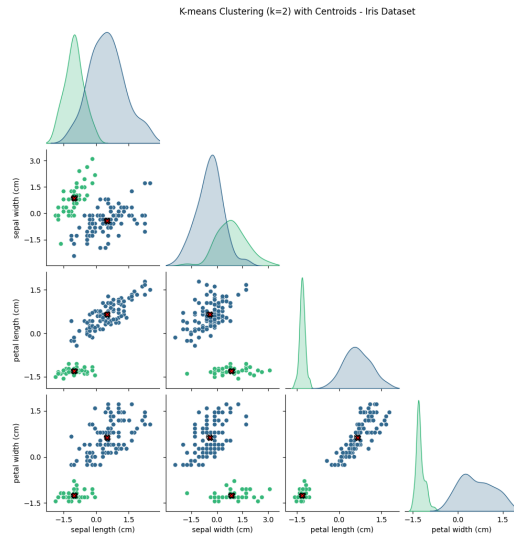 K-means Clustering (k=2) with Centroids - Iris Dataset
sepal width (cm)
3.0
1.5
0.0
−1.5
petal length (cm)
1.5
0.0
−1.5
petal width (cm)
1.5
0.0
−1.5
−1.5 0.0 1.5
sepal length (cm)
−1.5 0.0 1.5 3.0
sepal width (cm)
−1.5 0.0 1.5
petal length (cm)
−1.5 0.0 1.5
petal width (cm)